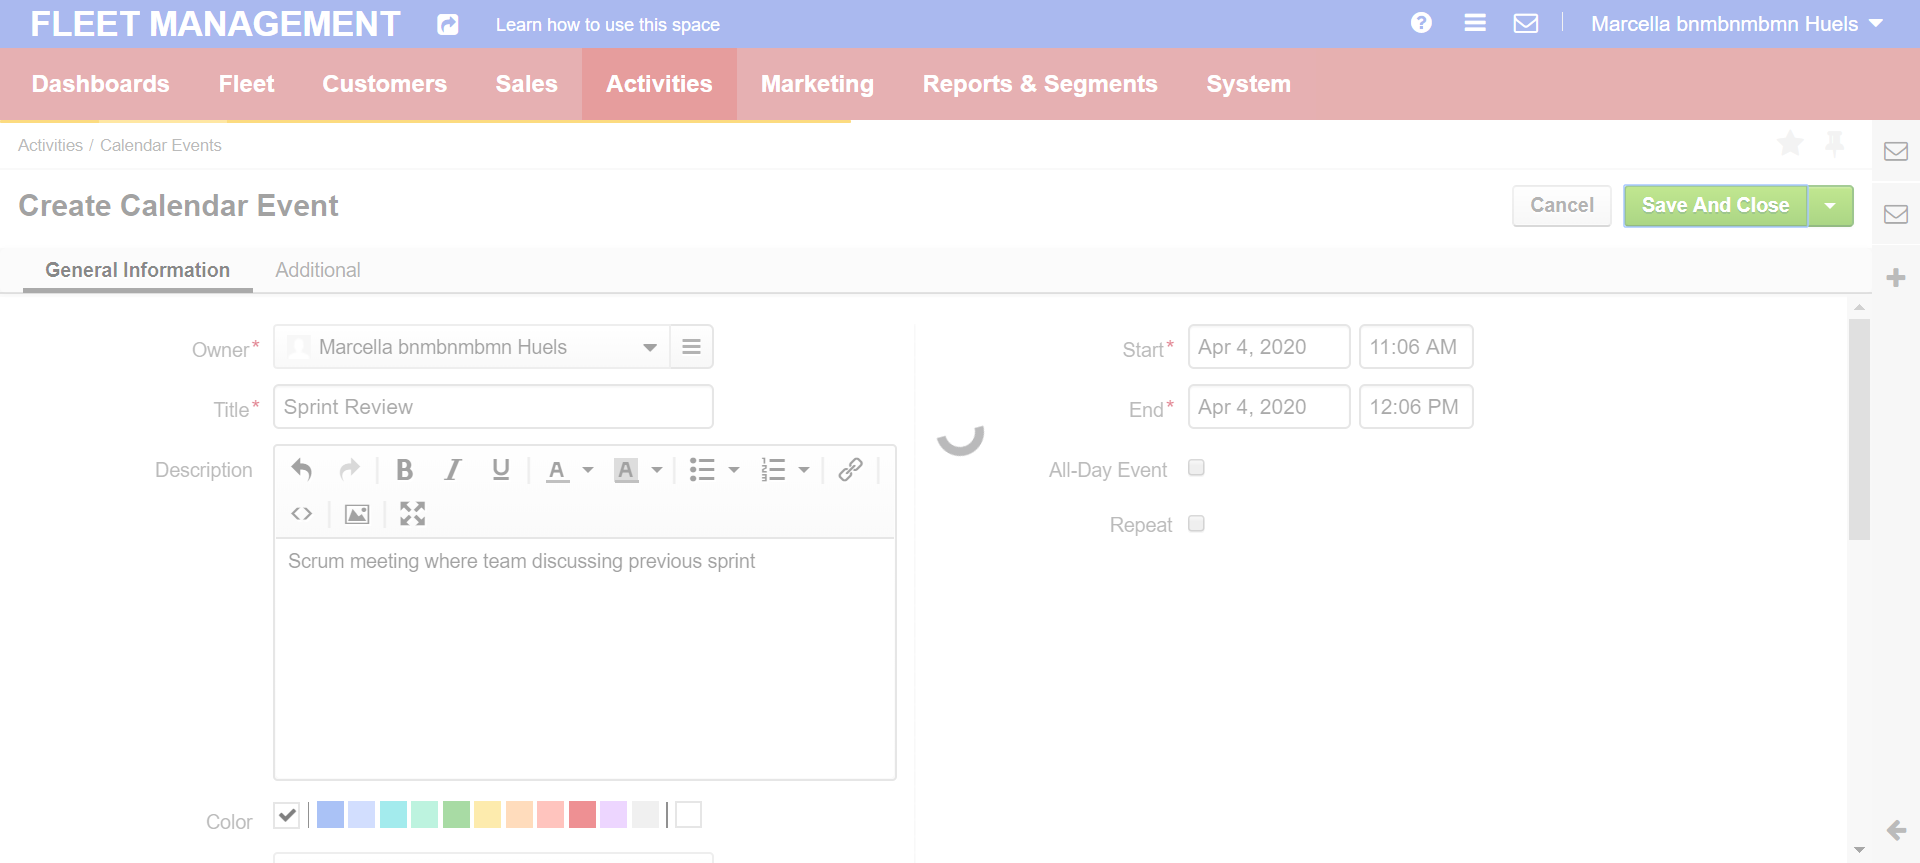 FLEET MANAGEMENT
Learn how to use this space
Marcella bnmbnmbmn Huels
Dashboards
Fleet
Customers
Sales
Activities
Marketing
Reports & Segments
System
Activities / Calendar Events
Create Calendar Event
Cancel
Save And Close
General Information
Additional
Owner*
Marcella bnmbnmbmn Huels
Title*
Sprint Review
Description
Scrum meeting where team discussing previous sprint
Color
Start*
Apr 4, 2020
11:06 AM
End*
Apr 4, 2020
12:06 PM
All-Day Event
Repeat